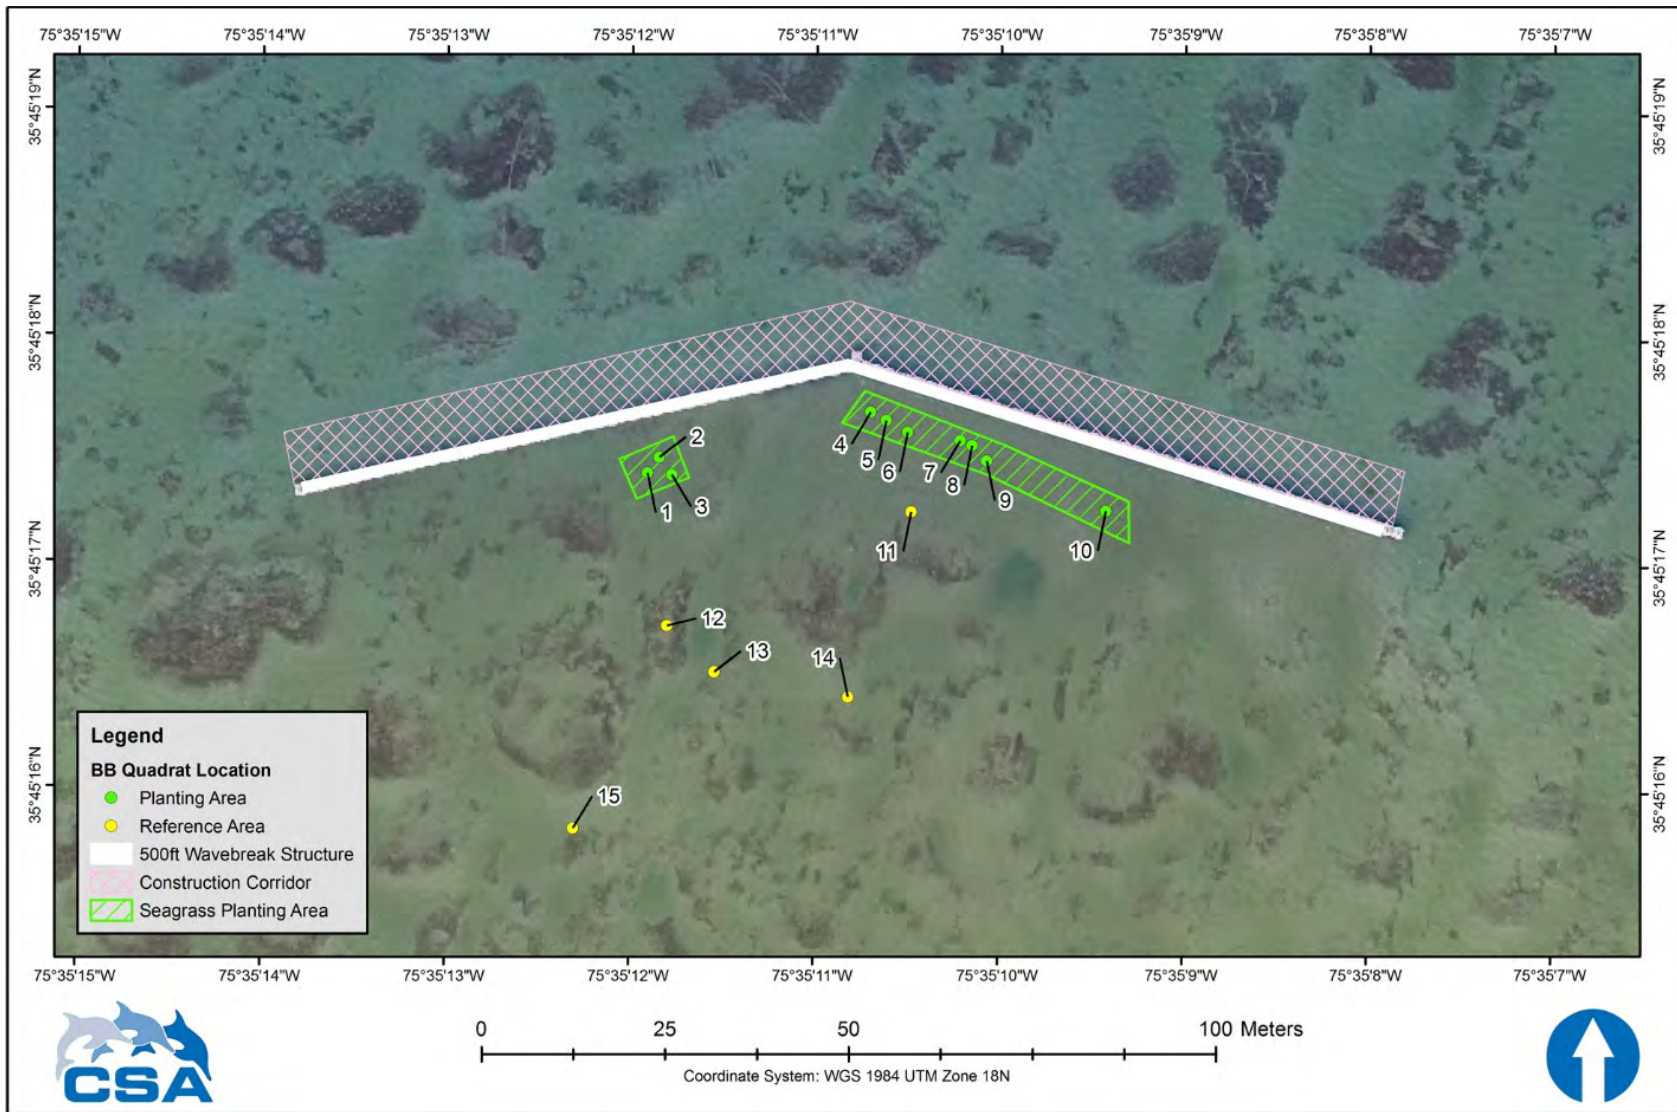 75°35'15"W 75°35'14"W 75°35'13"W 75°35'12"W 75°35'11"W 75°35'10"W 75°35'9"W 75°35'8"W 75°35'7"W
35°45'19"N 35°45'19"N
35°45'18"N 35°45'18"N
35°45'17"N 35°45'17"N
35°45'16"N 35°45'16"N
2
4
5
6
7
8
9
1
3
10
11
12
13
14
15
Legend
BB Quadrat Location
Planting Area
Reference Area
500ft Wavebreak Structure
Construction Corridor
Seagrass Planting Area
75°35'15"W 75°35'14"W 75°35'13"W 75°35'12"W 75°35'11"W 75°35'10"W 75°35'9"W 75°35'8"W 75°35'7"W
CSA
0 25 50 100 Meters
Coordinate System: WGS 1984 UTM Zone 18N